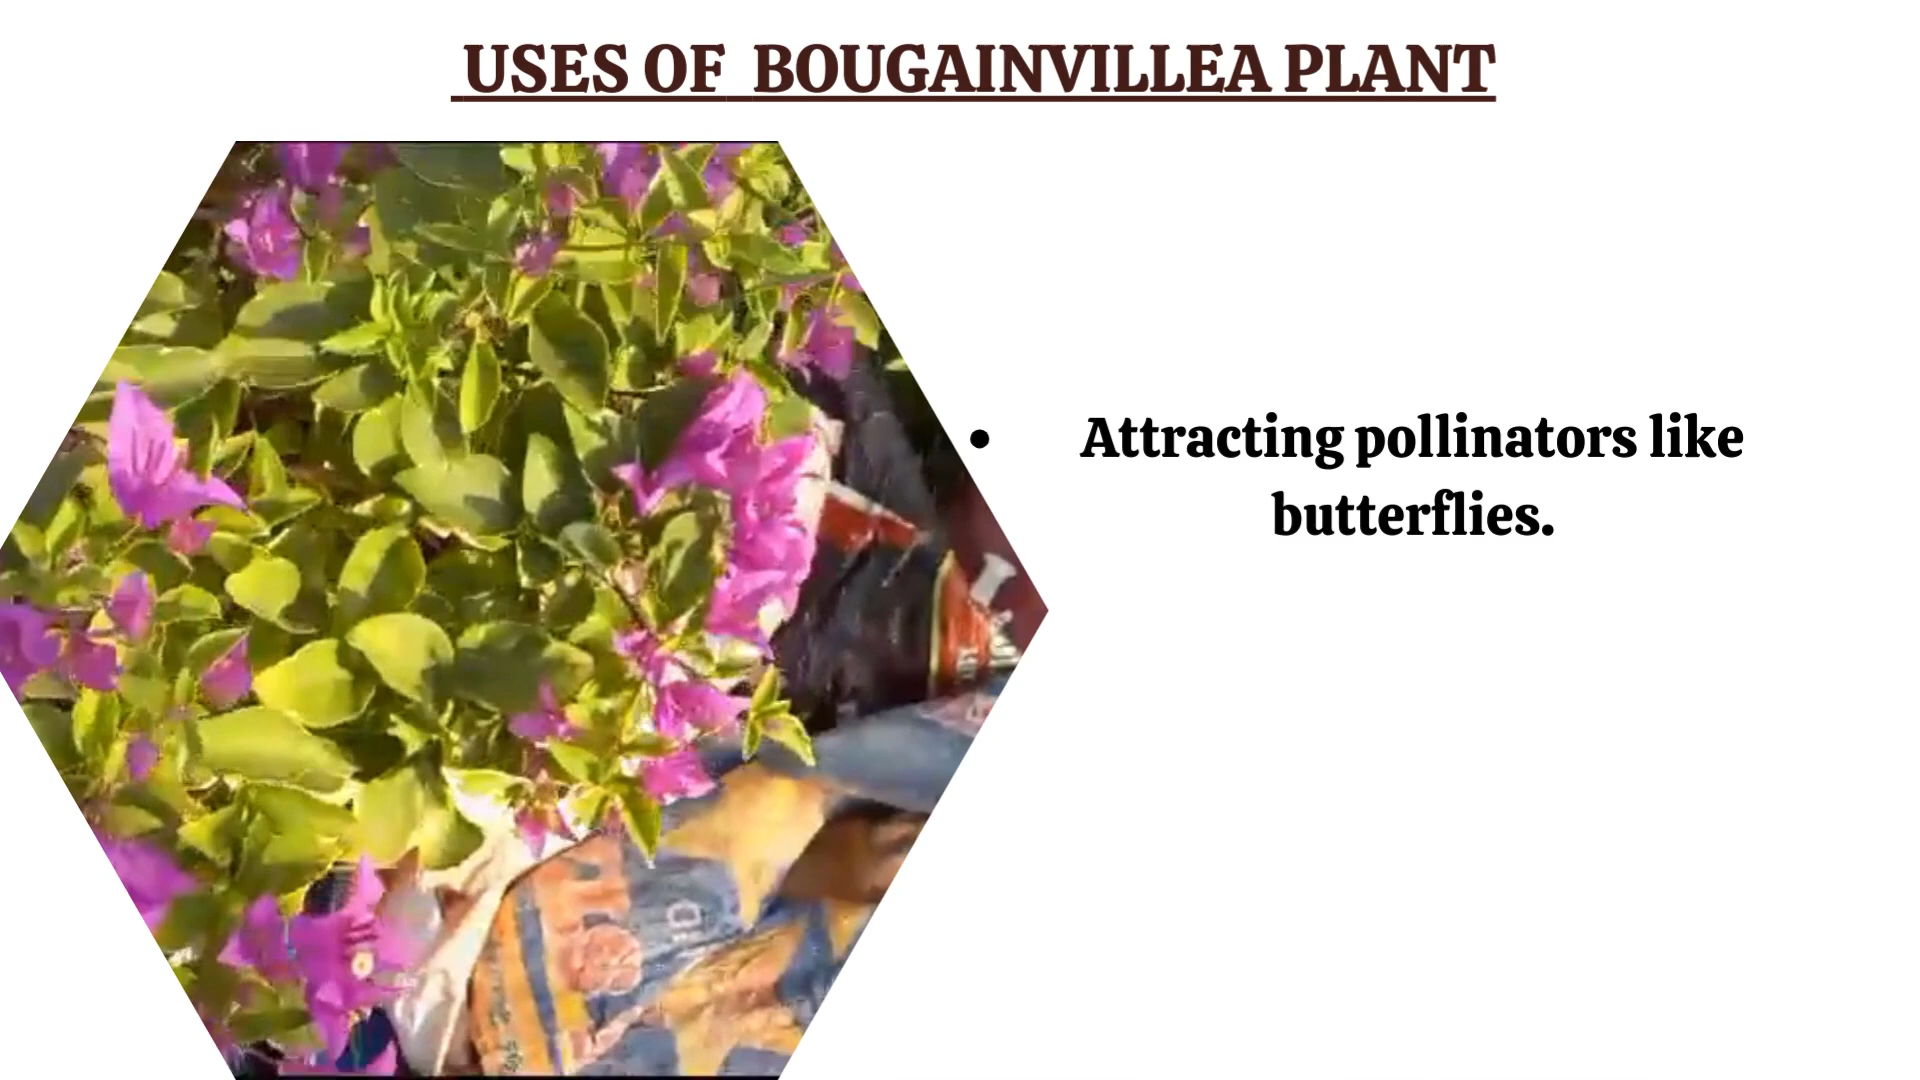 USES OF BOUGAINVILLEA PLANT
• Attracting pollinators like
butterflies.